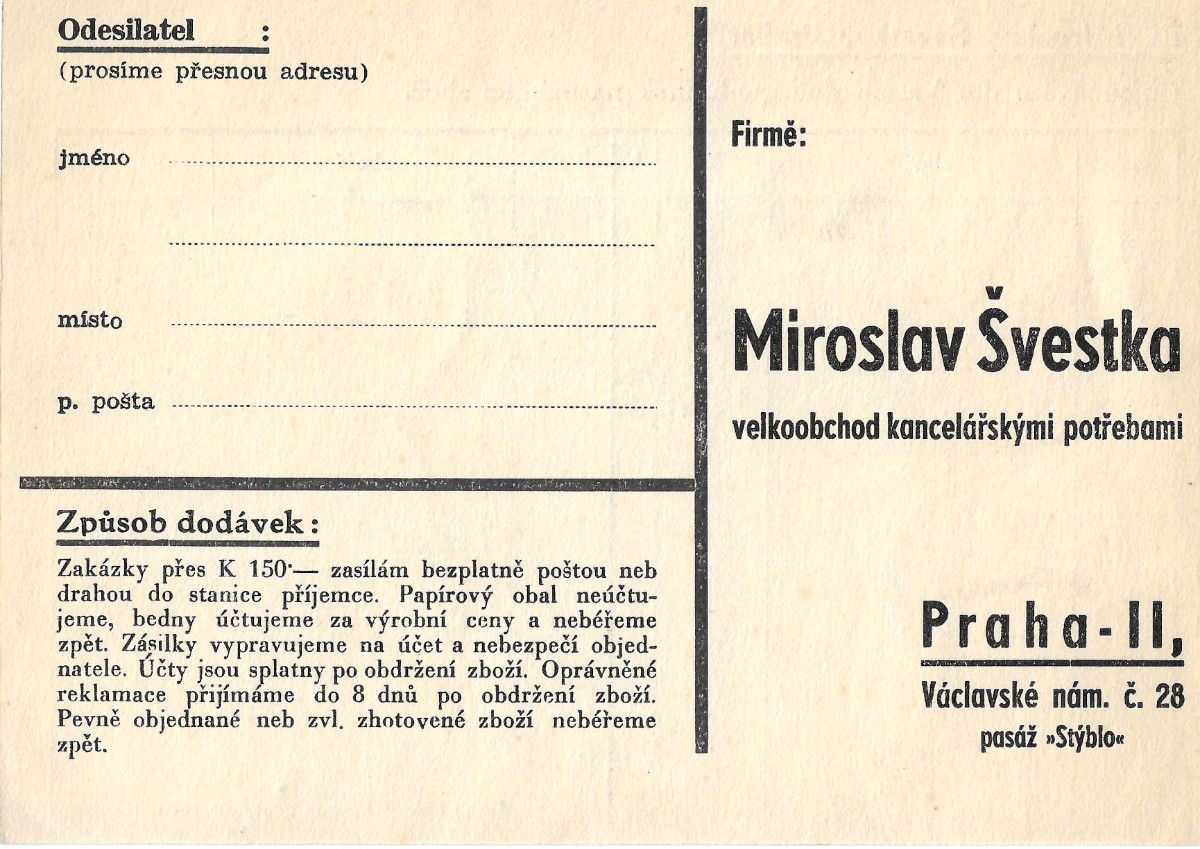 Odesilatel :
(prosíme přesnou adresu)
jméno
místo
p. pošta
Způsob dodávek:
Zakázky přes K 150·— zasílám bezplatně poštou neb
drahou do stanice příjemce. Papírový obal neúčtu-
jeme, bedny účtujeme za výrobní ceny a nebéřeme
zpět. Zásilky vypravujeme na účet a nebezpečí objed-
natele. Účty jsou splatny po obdržení zboží. Oprávněné
reklamace přijímáme do 8 dnů po obdržení zboží.
Pevně objednané neb zvl. zhotovené zboží nebéřeme
zpět.
Firmě:
Miroslav Švestka
velkoobchod kancelářskými potřebami
Praha-II,
Václavské nám. č. 28
pasáž »Stýblo«